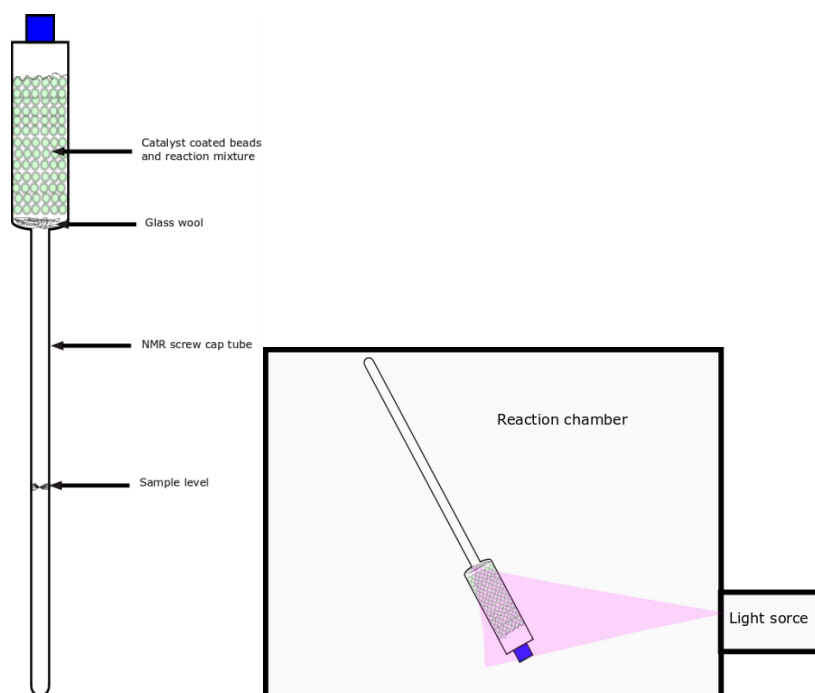 Catalyst coated beads
and reaction mixture
Glass wool
NMR screw cap tube
Sample level
Reaction chamber
Light sorce